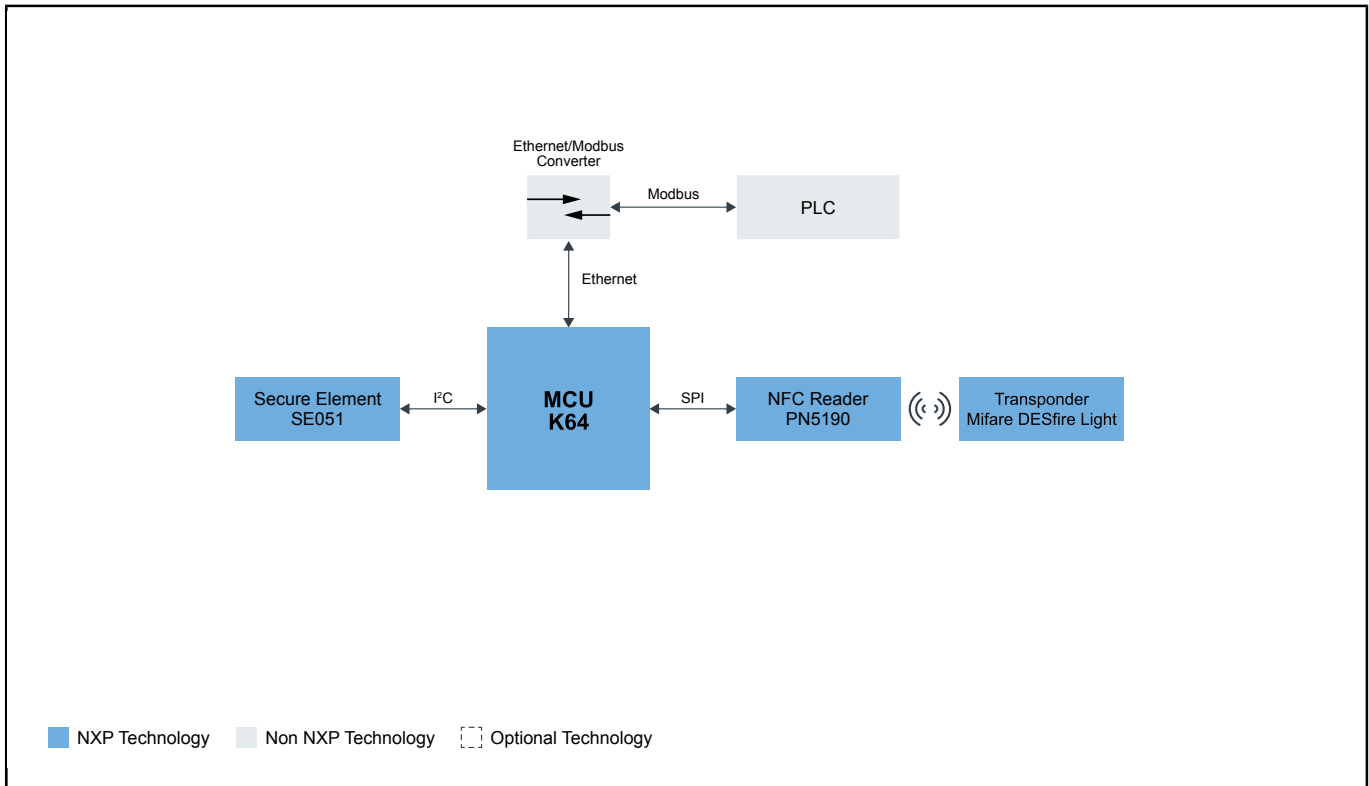 Ethernet/Modbus
Converter
Modbus
PLC
Ethernet
Secure Element
SE051
I²C
MCU
K64
SPI
NFC Reader
PN5190
Transponder
Mifare DESfire Light
NXP Technology
Non NXP Technology
Optional Technology